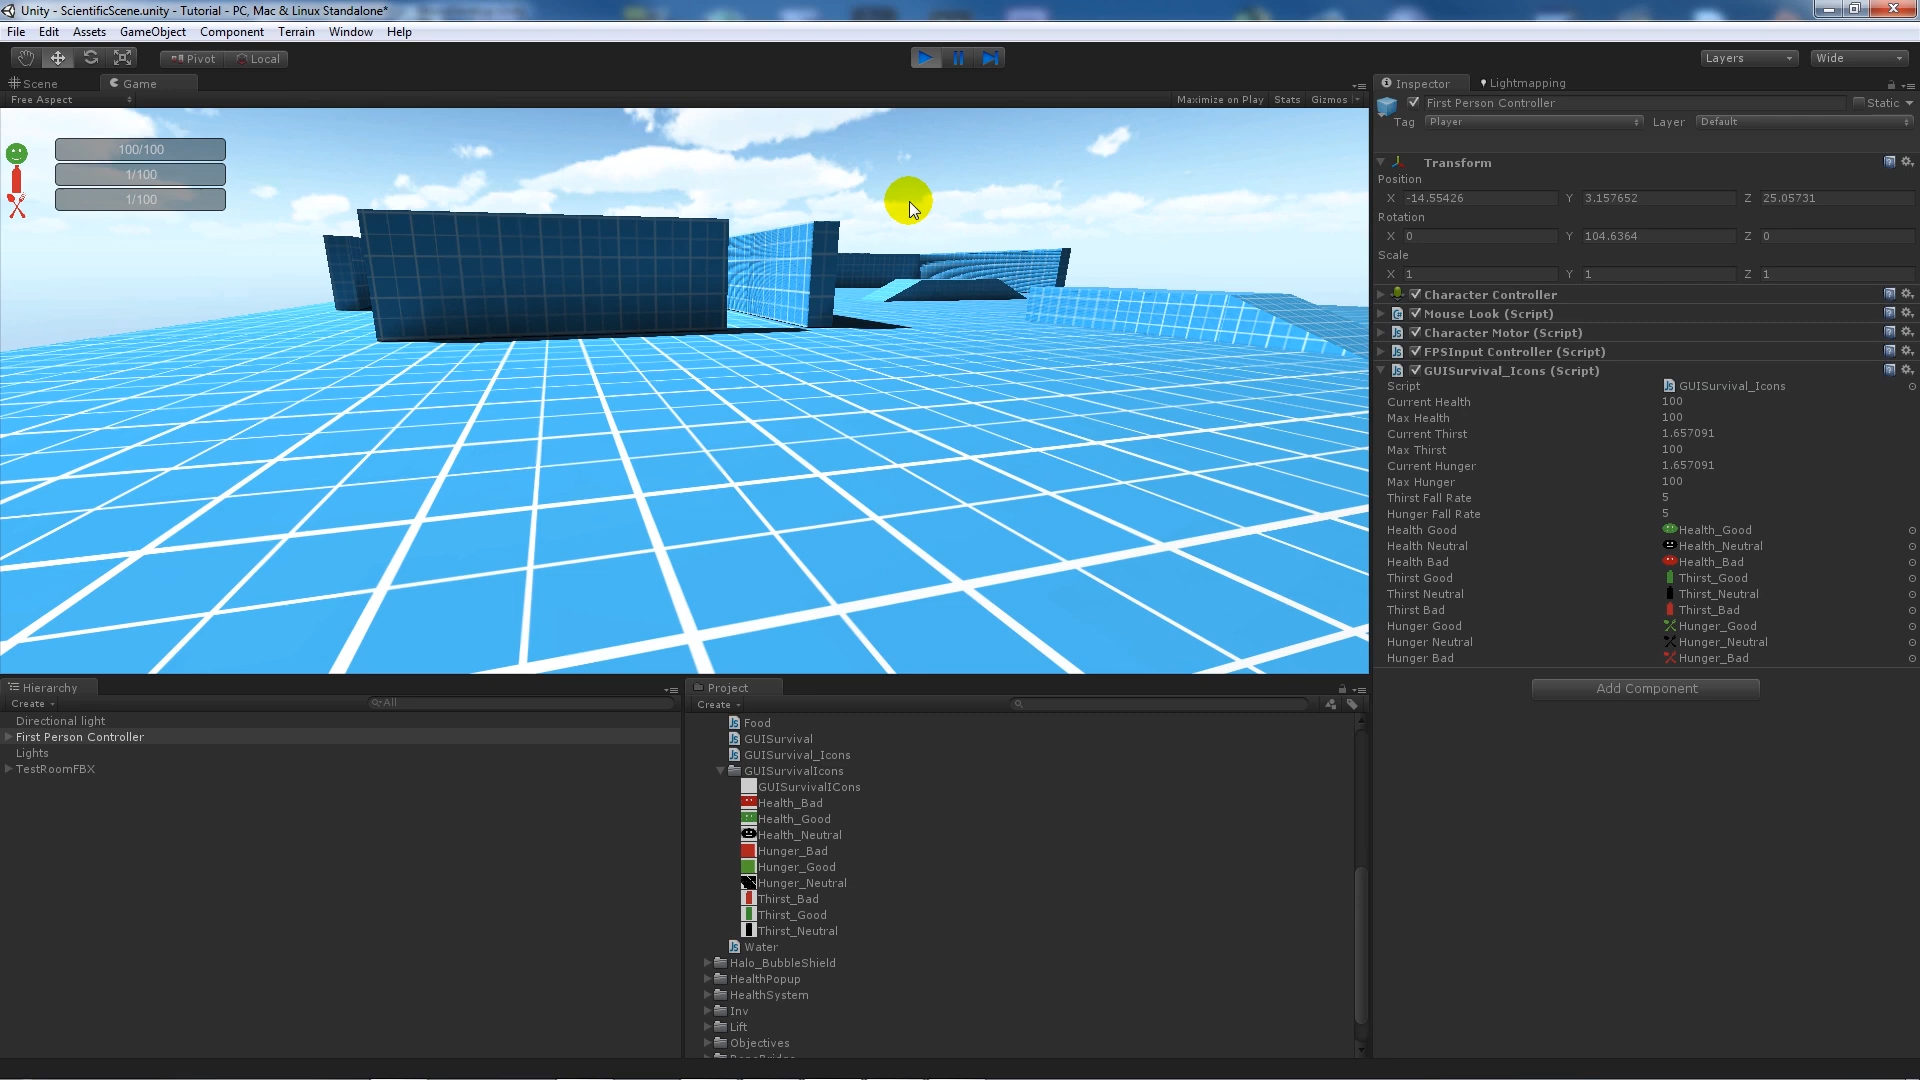 Unity - ScientificScene.unity - Tutorial - PC, Mac & Linux Standalone*
File Edit Assets GameObject Component Terrain Window Help
Pivot Local Layers Wide
Scene Game
Free Aspect Maximize on Play Stats Gizmos
100/100
1/100
1/100
Inspector Lightmapping
First Person Controller Static
Tag Player Layer Default
Transform
Position
X -14.55426 Y 3.157652 Z 25.05731
Rotation
X 0 Y 104.6364 Z 0
Scale
X 1 Y 1 Z 1
Character Controller
Mouse Look (Script)
Character Motor (Script)
FPSInput Controller (Script)
GUISurvival_Icons (Script)
Script GUISurvival_Icons
Current Health 100
Max Health 100
Current Thirst 1.657091
Max Thirst 100
Current Hunger 1.657091
Max Hunger 100
Thirst Fall Rate 5
Hunger Fall Rate 5
Health Good Health_Good
Health Neutral Health_Neutral
Health Bad Health_Bad
Thirst Good Thirst_Good
Thirst Neutral Thirst_Neutral
Thirst Bad Thirst_Bad
Hunger Good Hunger_Good
Hunger Neutral Hunger_Neutral
Hunger Bad Hunger_Bad
Add Component
Hierarchy
Create All
Directional light
First Person Controller
Lights
TestRoomFBX
Project
Create
Food
GUISurvival
GUISurvival_Icons
GUISurvivalIcons
GUISurvivalICons
Health_Bad
Health_Good
Health_Neutral
Hunger_Bad
Hunger_Good
Hunger_Neutral
Thirst_Bad
Thirst_Good
Thirst_Neutral
Water
Halo_BubbleShield
HealthPopup
HealthSystem
Inv
Lift
Objectives